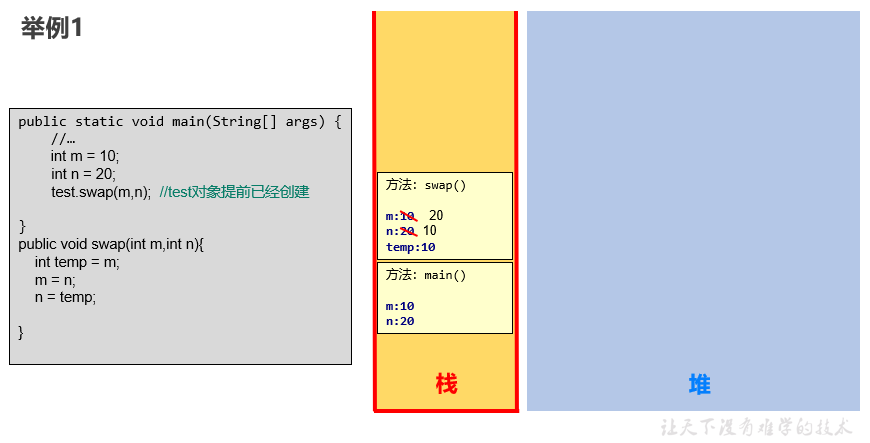 举例1
public static void main(String[] args) {
//…
int m = 10;
int n = 20;
test.swap(m,n); //test对象提前已经创建
}
public void swap(int m,int n){
int temp = m;
m = n;
n = temp;
}
方法: swap()
m:10 20
n:20 10
temp:10
方法: main()
m:10
n:20
栈
堆
让天下没有难学的技术